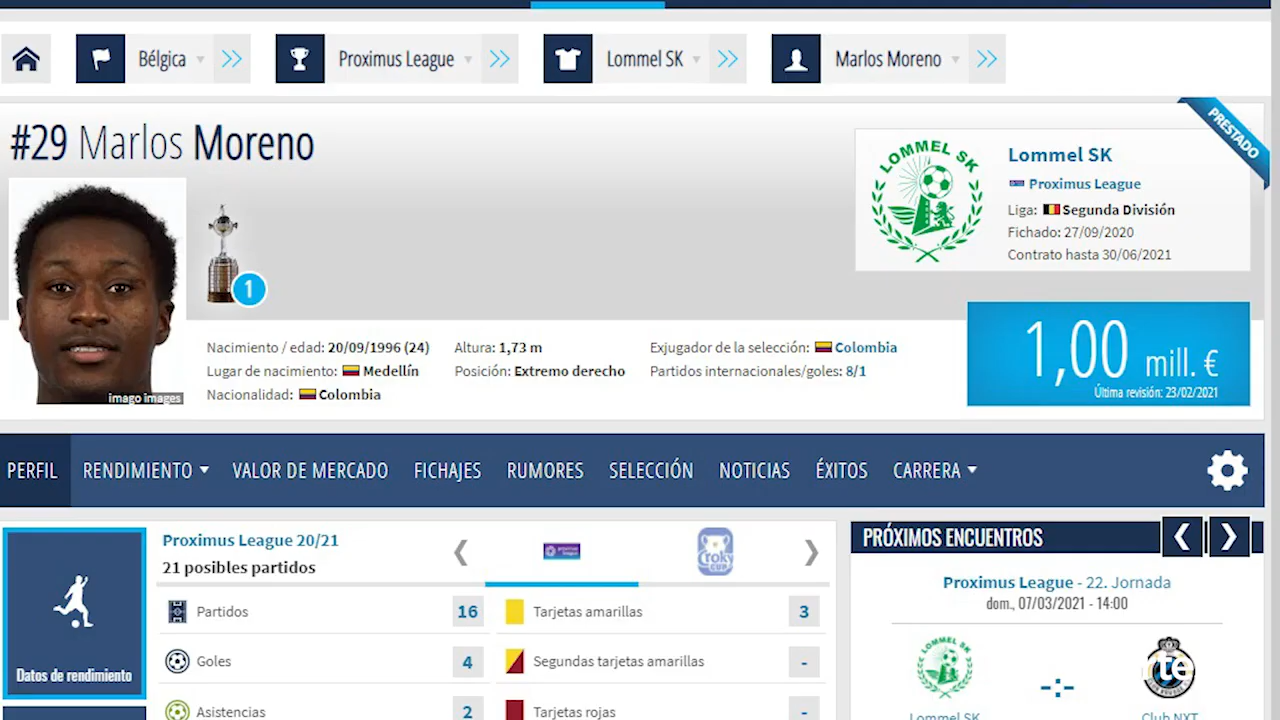 Bélgica
Proximus League
Lommel SK
Marlos Moreno
#29 Marlos Moreno
PRESTADO
LOMMEL SK
Lommel SK
Proximus League
Liga: Segunda División
Fichado: 27/09/2020
Contrato hasta 30/06/2021
1
imago images
Nacimiento / edad: 20/09/1996 (24)
Lugar de nacimiento: Medellín
Nacionalidad: Colombia
Altura: 1,73 m
Posición: Extremo derecho
Exjugador de la selección: Colombia
Partidos internacionales/goles: 8/1
1,00 mill. €
Última revisión: 23/02/2021
PERFIL RENDIMIENTO VALOR DE MERCADO FICHAJES RUMORES SELECCIÓN NOTICIAS ÉXITOS CARRERA
Datos de rendimiento
Proximus League 20/21
21 posibles partidos
Croky
CUP
Partidos 16
Goles 4
Asistencias 2
Tarjetas amarillas 3
Segundas tarjetas amarillas -
Tarjetas rojas -
PRÓXIMOS ENCUENTROS
Proximus League - 22. Jornada
dom., 07/03/2021 - 14:00
LOMMEL SK
-:-
rte
Lommel SK
Club NXT